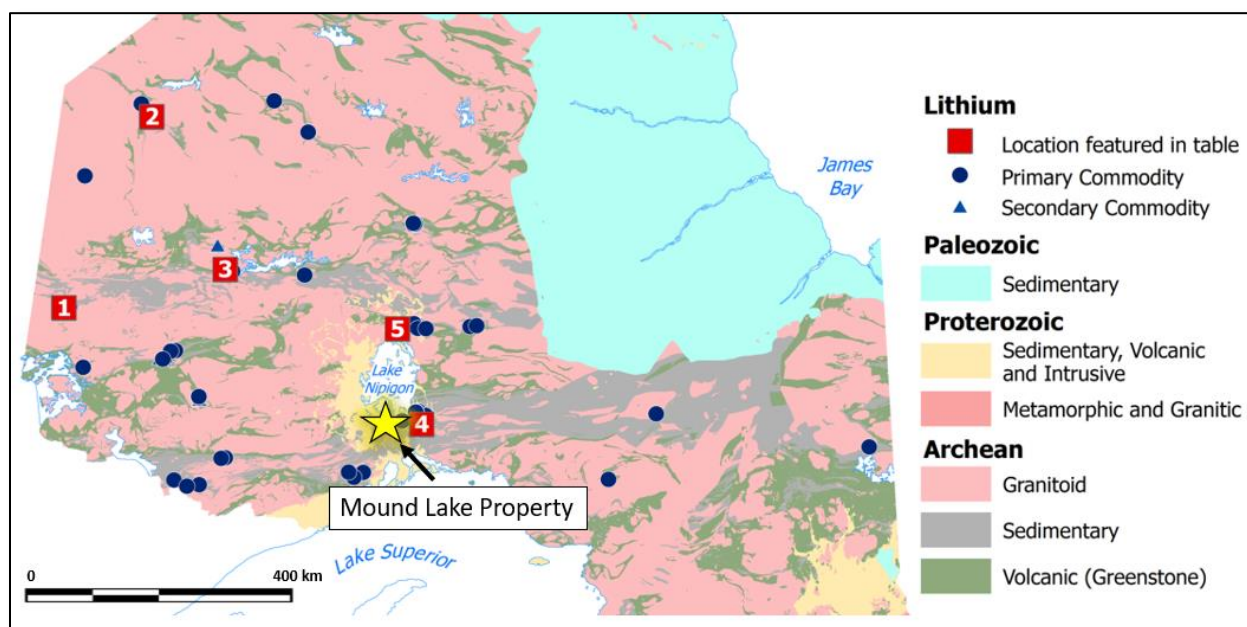 2
1
3
5
4
James
Bay
Lake
Nipigon
Mound Lake Property
Lake Superior
0
400 km
Lithium
Location featured in table
Primary Commodity
Secondary Commodity
Paleozoic
Sedimentary
Proterozoic
Sedimentary, Volcanic
and Intrusive
Metamorphic and Granitic
Archean
Granitoid
Sedimentary
Volcanic (Greenstone)